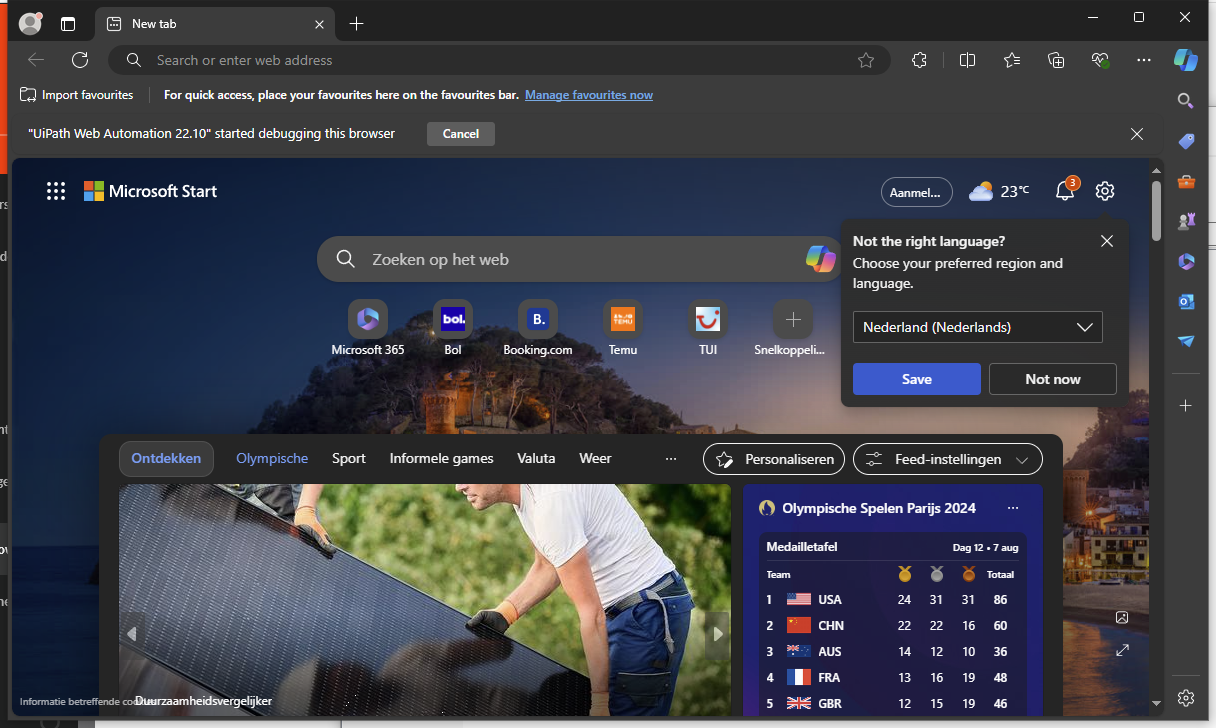 New tab
Search or enter web address
Import favourites
For quick access, place your favourites here on the favourites bar. Manage favourites now
"UiPath Web Automation 22.10" started debugging this browser
Cancel
Microsoft Start
Aanmel...
23°C
3
Not the right language?
Choose your preferred region and
language.
Nederland (Nederlands)
Save
Not now
Zoeken op het web
bol.
B.
TEMU
Microsoft 365
Bol
Booking.com
Temu
TUI
Snelkoppeli...
Ontdekken
Olympische
Sport
Informele games
Valuta
Weer
...
Personaliseren
Feed-instellingen
Olympische Spelen Parijs 2024
Medailletafel
Dag 12 • 7 aug
Team Totaal
1 USA 24 31 31 86
2 CHN 22 22 16 60
3 AUS 14 12 10 36
4 FRA 13 16 19 48
5 GBR 12 15 19 46
Informatie betreffende
Duurzaamheidsvergelijker